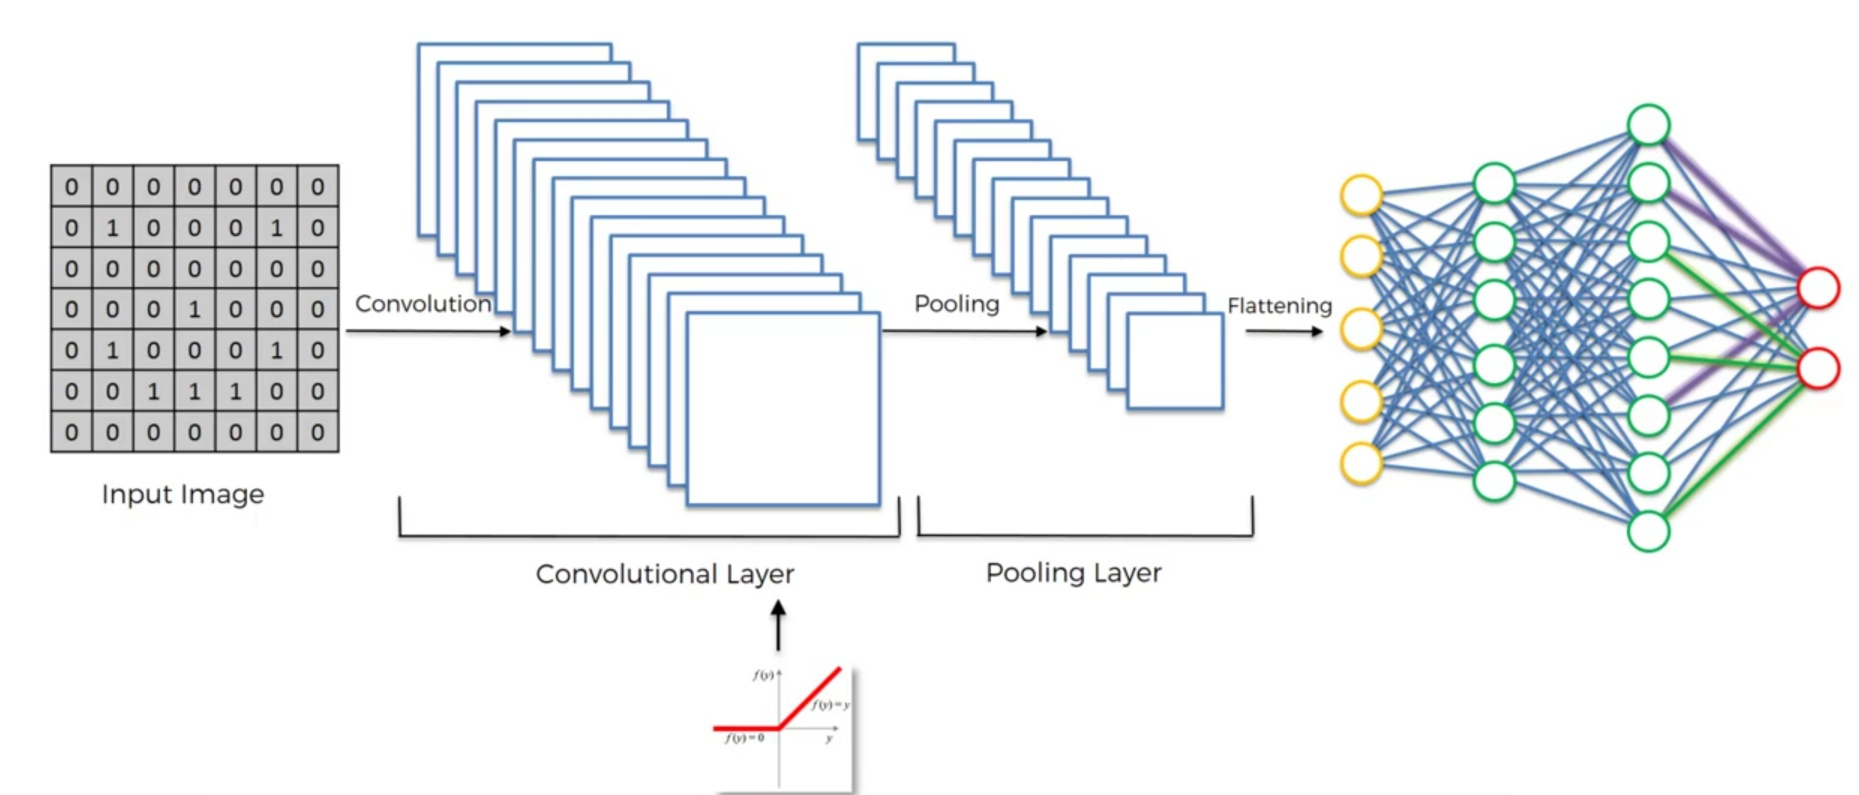 0 0 0 0 0 0 0
0 1 0 0 0 1 0
0 0 0 0 0 0 0
0 0 0 1 0 0 0
0 1 0 0 0 1 0
0 0 1 1 1 0 0
0 0 0 0 0 0 0
Input Image
Convolution
Convolutional Layer
Pooling
Pooling Layer
Flattening
f(y)
f(y)=y
f(y)=0
y